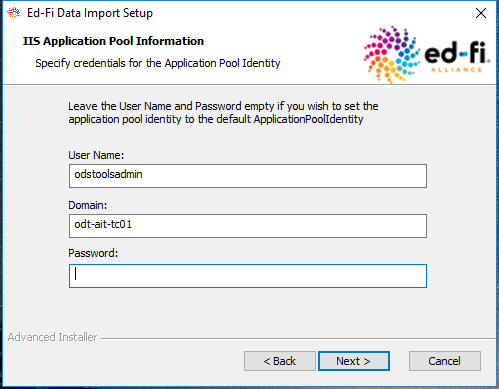 Ed-Fi Data Import Setup
IIS Application Pool Information
Specify credentials for the Application Pool Identity
ed-fi
ALLIANCE
Leave the User Name and Password empty if you wish to set the
application pool identity to the default ApplicationPoolIdentity
User Name:
odstoolsadmin
Domain:
odt-ait-tc01
Password:
Advanced Installer
< Back
Next >
Cancel